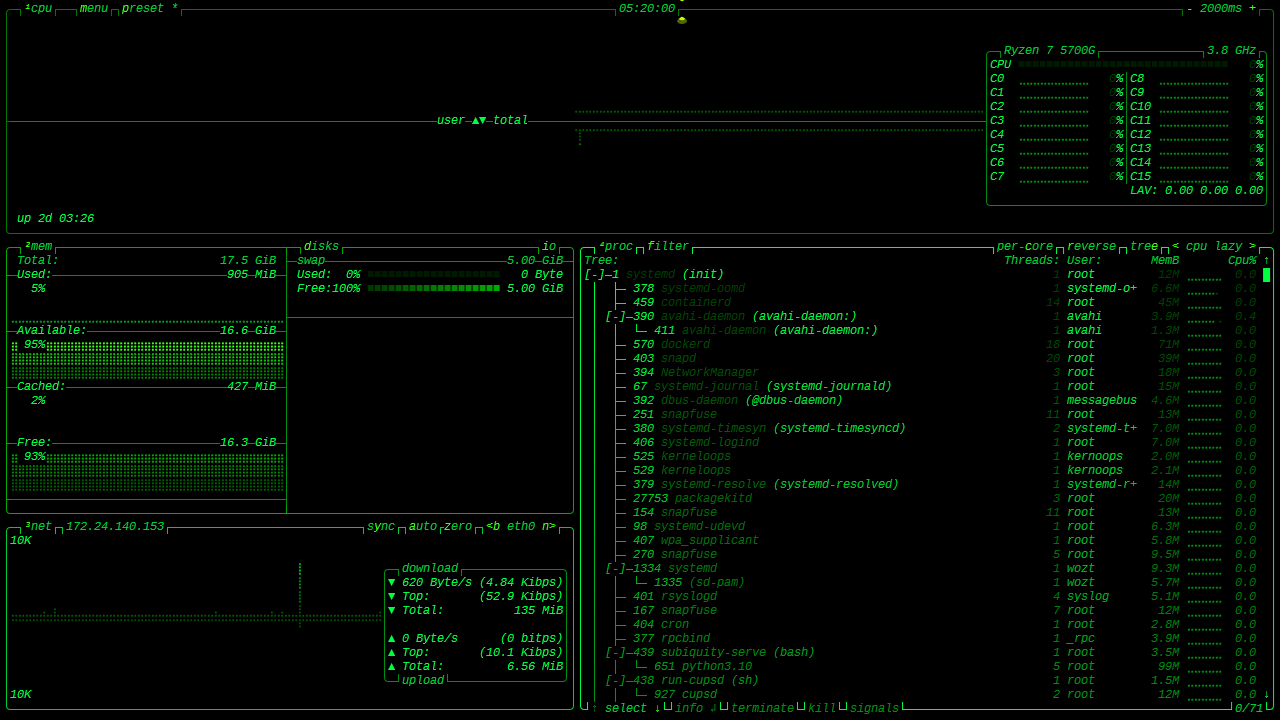 ¹cpu menu preset * 05:20:00 - 2000ms +
Ryzen 7 5700G 3.8 GHz
CPU %
C0 % C8 %
C1 % C9 %
C2 % C10 %
C3 % C11 %
C4 % C12 %
C5 % C13 %
C6 % C14 %
C7 % C15 %
LAV: 0.00 0.00 0.00
user ▲▼ total
up 2d 03:26
²mem
Total: 17.5 GiB
Used: 905 MiB
5%
Available: 16.6 GiB
95%
Cached: 427 MiB
2%
Free: 16.3 GiB
93%
disks io
swap 5.00 GiB
Used: 0% 0 Byte
Free:100% 5.00 GiB
³net 172.24.140.153 sync auto zero <b eth0 n>
10K
download
▼ 620 Byte/s (4.84 Kibps)
▼ Top: (52.9 Kibps)
▼ Total: 135 MiB
▲ 0 Byte/s (0 bitps)
▲ Top: (10.1 Kibps)
▲ Total: 6.56 MiB
upload
10K
⁴proc filter per-core reverse tree < cpu lazy >
Tree: Threads: User: MemB Cpu% ↑
[-]─1 systemd (init) 1 root 12M 0.0
├─ 378 systemd-oomd 1 systemd-o+ 6.6M 0.0
├─ 459 containerd 14 root 45M 0.0
[-]─390 avahi-daemon (avahi-daemon:) 1 avahi 3.9M 0.4
└─ 411 avahi-daemon (avahi-daemon:) 1 avahi 1.3M 0.0
├─ 570 dockerd 18 root 71M 0.0
├─ 403 snapd 20 root 39M 0.0
├─ 394 NetworkManager 3 root 18M 0.0
├─ 67 systemd-journal (systemd-journald) 1 root 15M 0.0
├─ 392 dbus-daemon (@dbus-daemon) 1 messagebus 4.6M 0.0
├─ 251 snapfuse 11 root 13M 0.0
├─ 380 systemd-timesyn (systemd-timesyncd) 2 systemd-t+ 7.0M 0.0
├─ 406 systemd-logind 1 root 7.0M 0.0
├─ 525 kerneloops 1 kernoops 2.0M 0.0
├─ 529 kerneloops 1 kernoops 2.1M 0.0
├─ 379 systemd-resolve (systemd-resolved) 1 systemd-r+ 14M 0.0
├─ 27753 packagekitd 3 root 20M 0.0
├─ 154 snapfuse 11 root 13M 0.0
├─ 98 systemd-udevd 1 root 6.3M 0.0
├─ 407 wpa_supplicant 1 root 5.8M 0.0
├─ 270 snapfuse 5 root 9.5M 0.0
[-]─1334 systemd 1 wozt 9.3M 0.0
└─ 1335 (sd-pam) 1 wozt 5.7M 0.0
├─ 401 rsyslogd 4 syslog 5.1M 0.0
├─ 167 snapfuse 7 root 12M 0.0
├─ 404 cron 1 root 2.8M 0.0
├─ 377 rpcbind 1 _rpc 3.9M 0.0
[-]─439 subiquity-serve (bash) 1 root 3.5M 0.0
└─ 651 python3.10 5 root 99M 0.0
[-]─438 run-cupsd (sh) 1 root 1.5M 0.0
└─ 927 cupsd 2 root 12M 0.0 ↓
↑ select ↓ info ↲ terminate kill signals 0/71